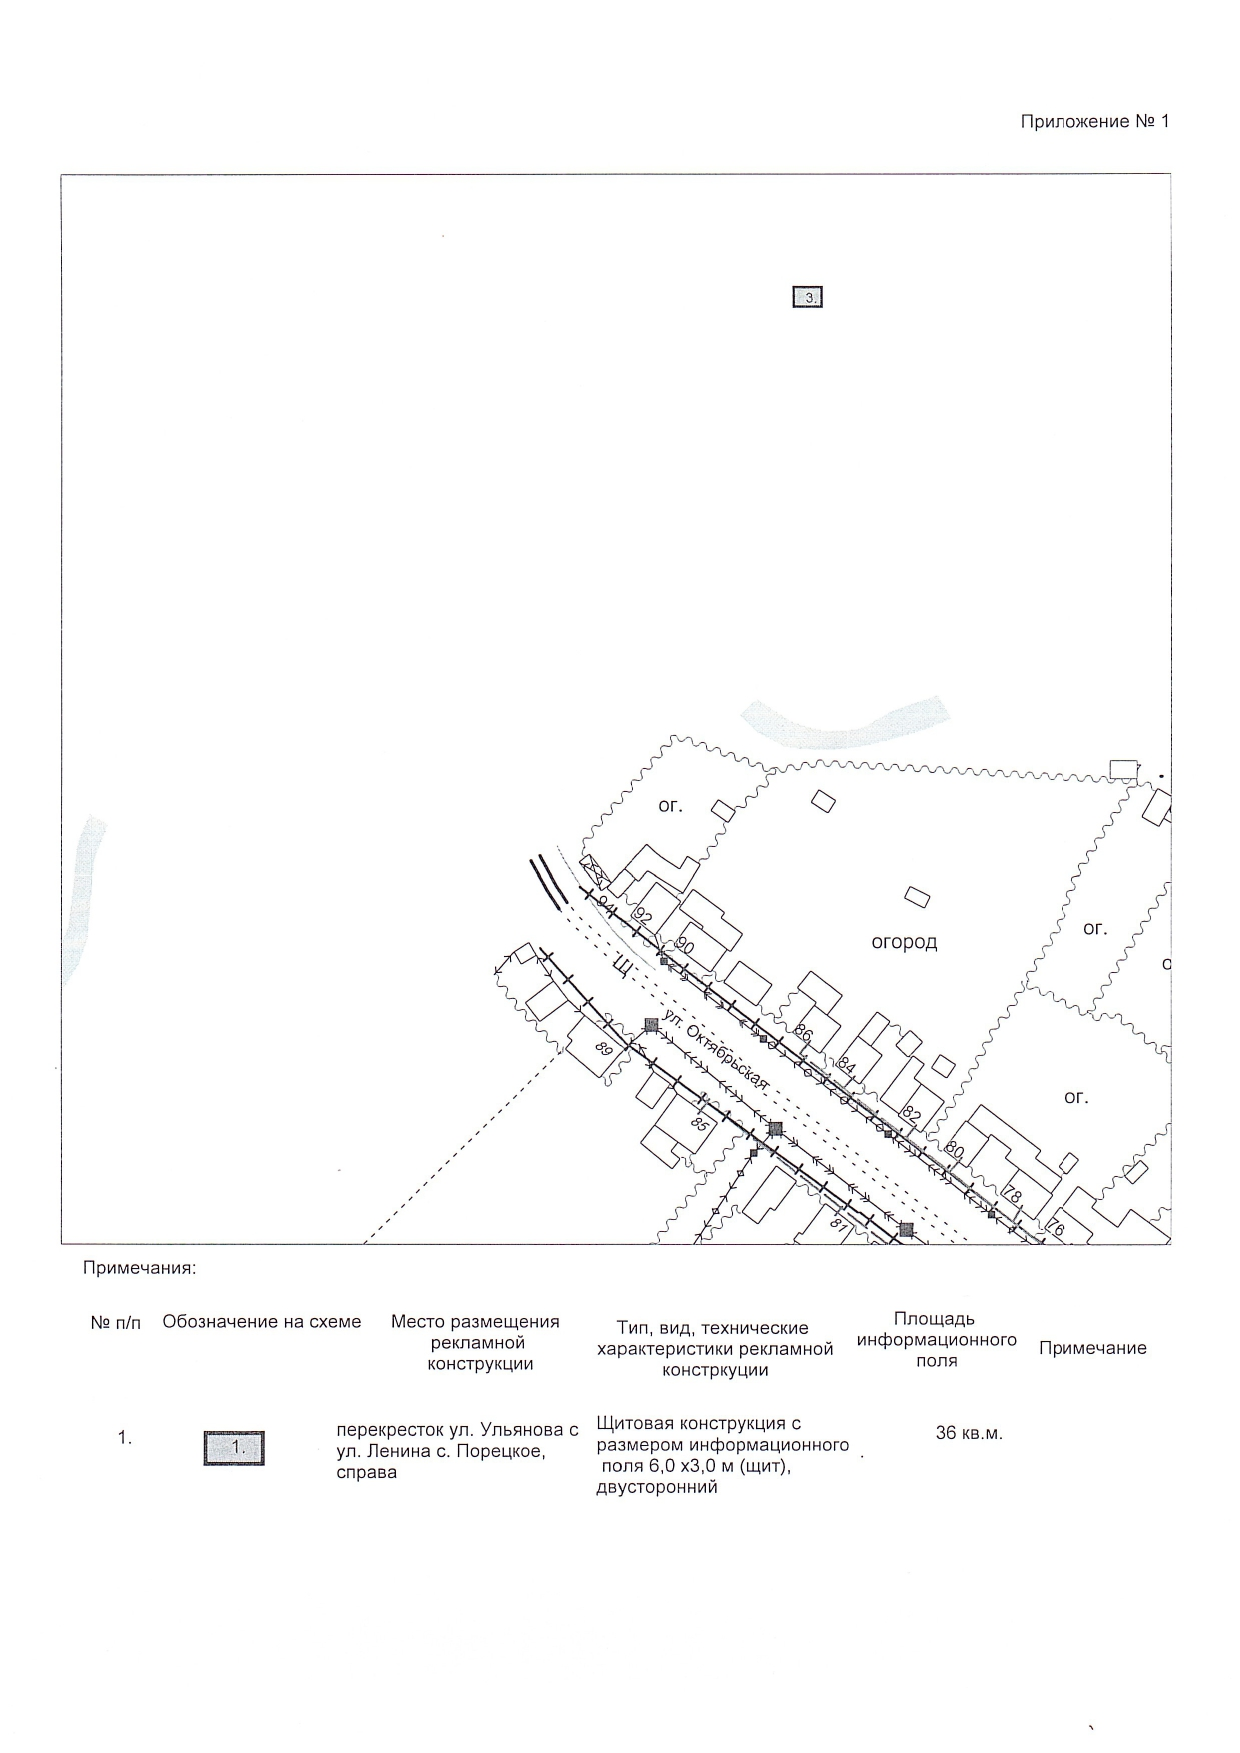 Приложение № 1
3.
ог.
94
92
90
огород
ог.
о
Щ
ул. Октябрьская
86
84
82
80
78
76
ог.
89
85
81
Примечания:
№ п/п Обозначение на схеме Место размещения рекламной конструкции Тип, вид, технические характеристики рекламной констркуции Площадь информационного поля Примечание
1.
1.
перекресток ул. Ульянова с
ул. Ленина с. Порецкое,
справа
Щитовая конструкция с
размером информационного
поля 6,0 х3,0 м (щит),
двусторонний
36 кв.м.